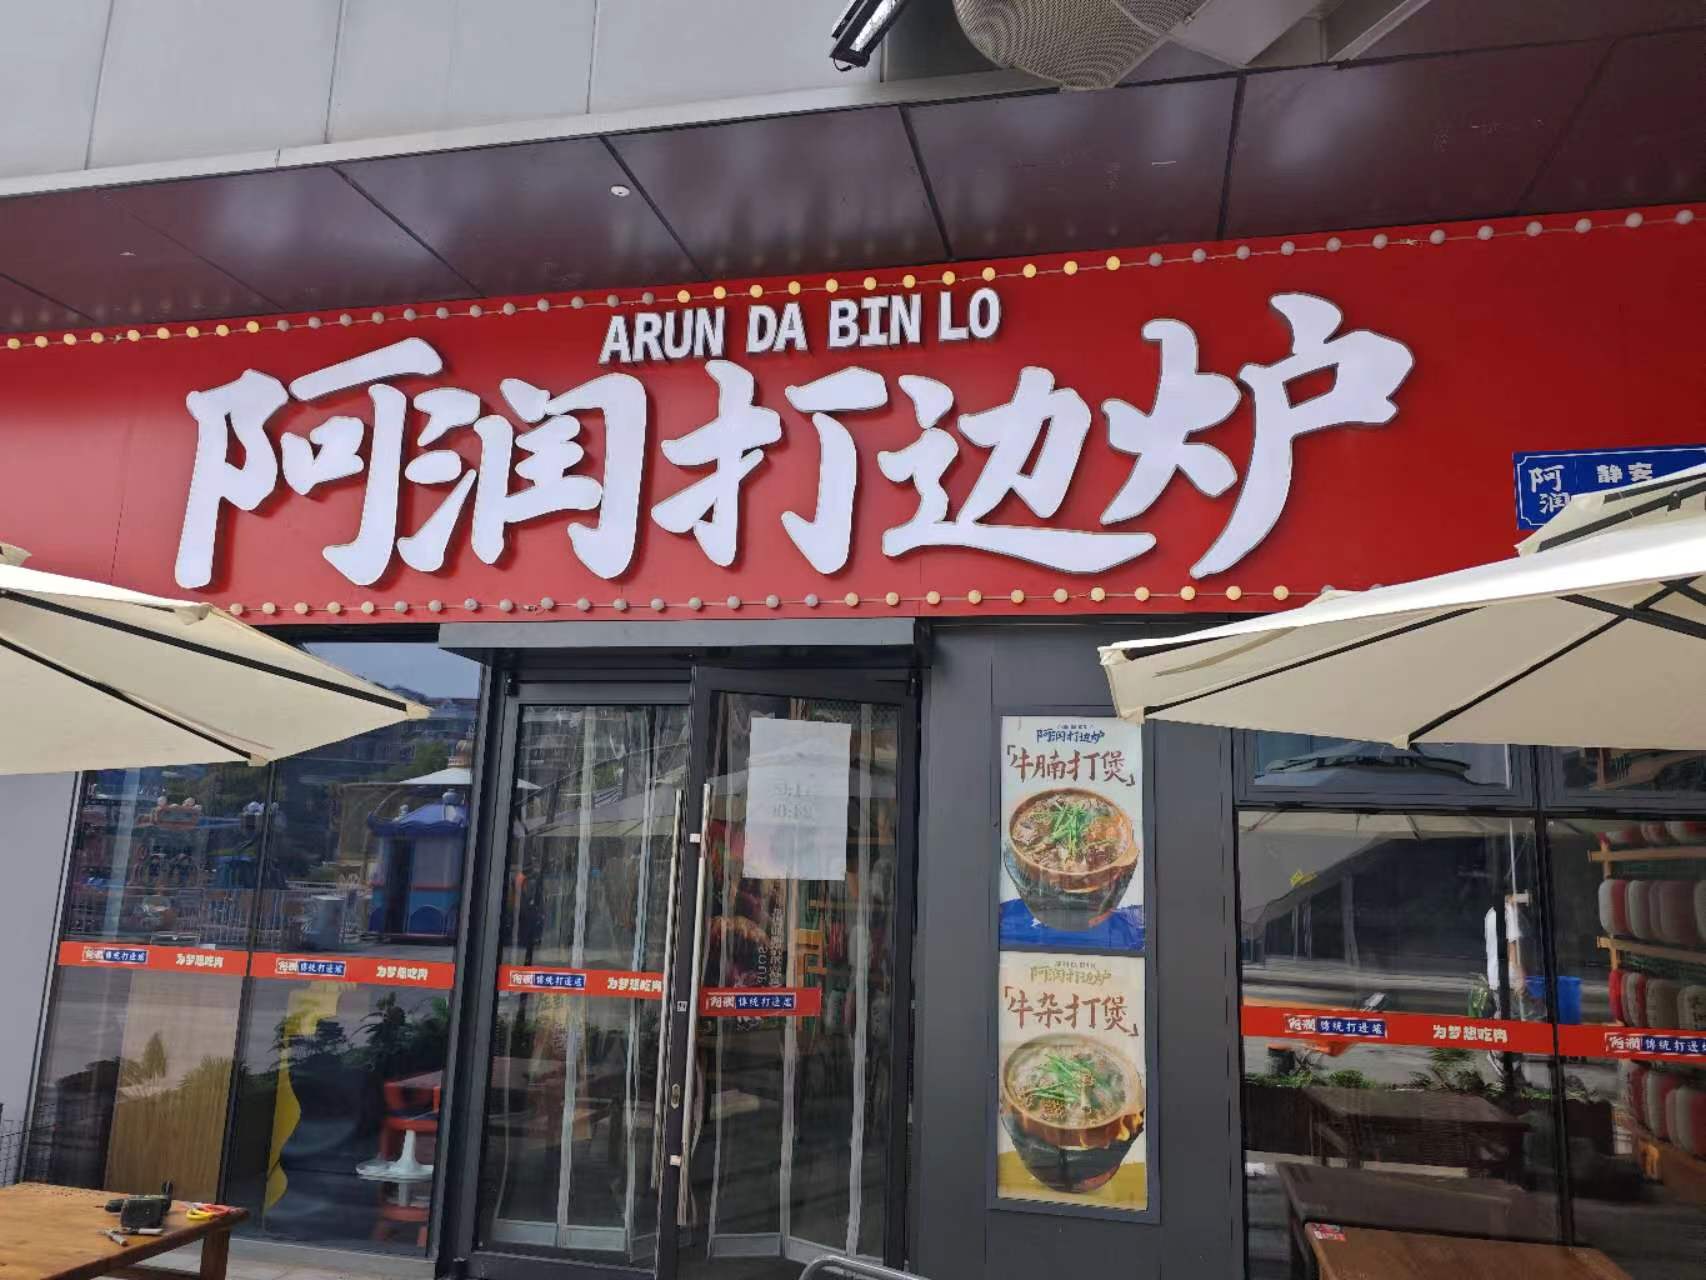 ARUN DA BIN LO
阿润打边炉
阿润
静客
阿润打边炉
「牛腩打煲」
阿润打边炉
「牛杂打煲」
阿润 传统打边炉 为梦想吃肉
阿润 传统打边炉 为梦想吃肉
阿润 传统打边炉 为梦想吃肉
阿润 传统打边炉
阿润 传统打边炉 为梦想吃肉
阿润 传统打边炉